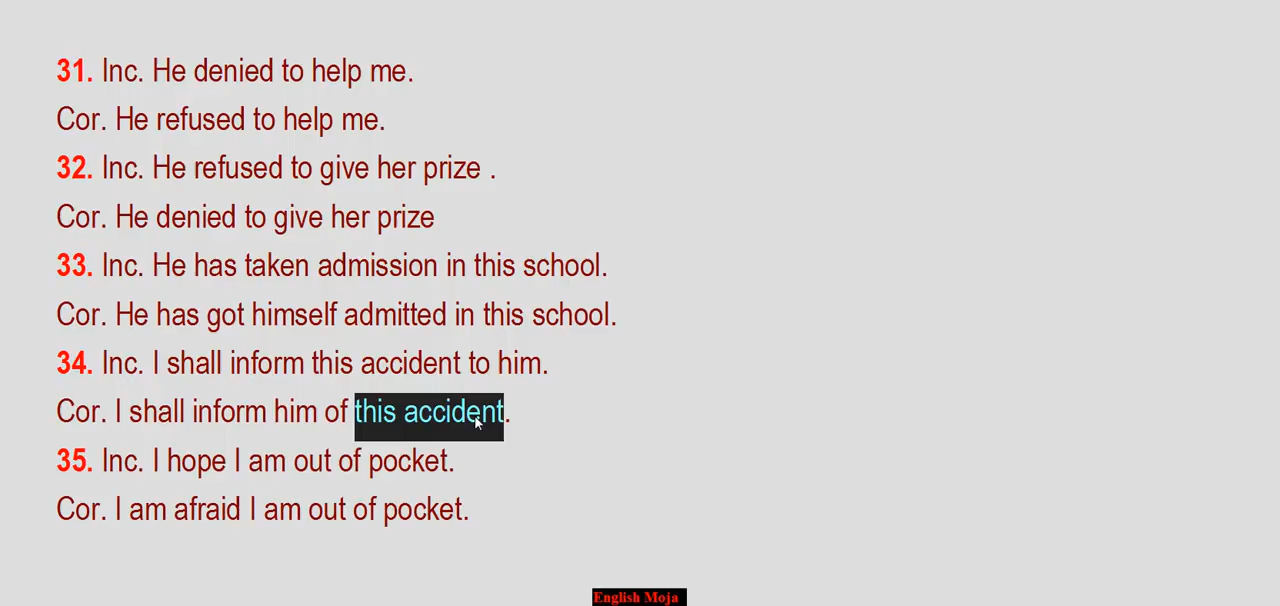 31. Inc. He denied to help me.
Cor. He refused to help me.
32. Inc. He refused to give her prize .
Cor. He denied to give her prize
33. Inc. He has taken admission in this school.
Cor. He has got himself admitted in this school.
34. Inc. I shall inform this accident to him.
Cor. I shall inform him of this accident.
35. Inc. I hope I am out of pocket.
Cor. I am afraid I am out of pocket.
English Moja